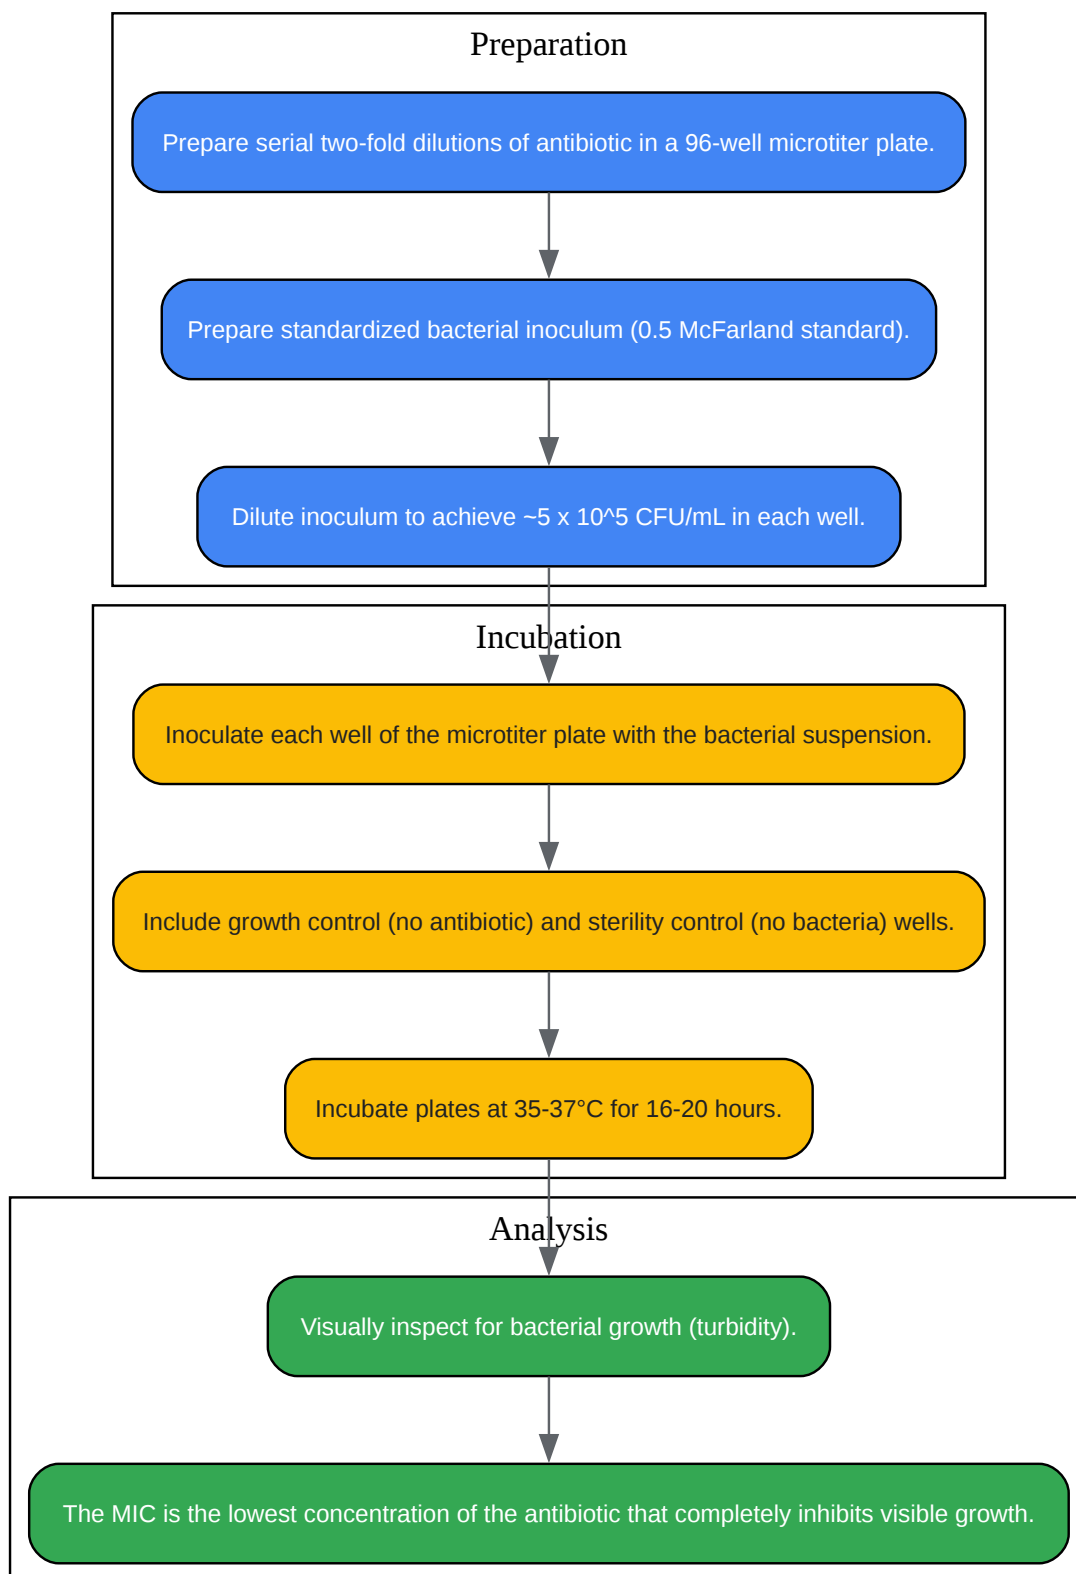 Preparation
Prepare serial two-fold dilutions of antibiotic in a 96-well microtiter plate.
Prepare standardized bacterial inoculum (0.5 McFarland standard).
Dilute inoculum to achieve ~5 x 10^5 CFU/mL in each well.
Incubation
Inoculate each well of the microtiter plate with the bacterial suspension.
Include growth control (no antibiotic) and sterility control (no bacteria) wells.
Incubate plates at 35-37°C for 16-20 hours.
Analysis
Visually inspect for bacterial growth (turbidity).
The MIC is the lowest concentration of the antibiotic that completely inhibits visible growth.